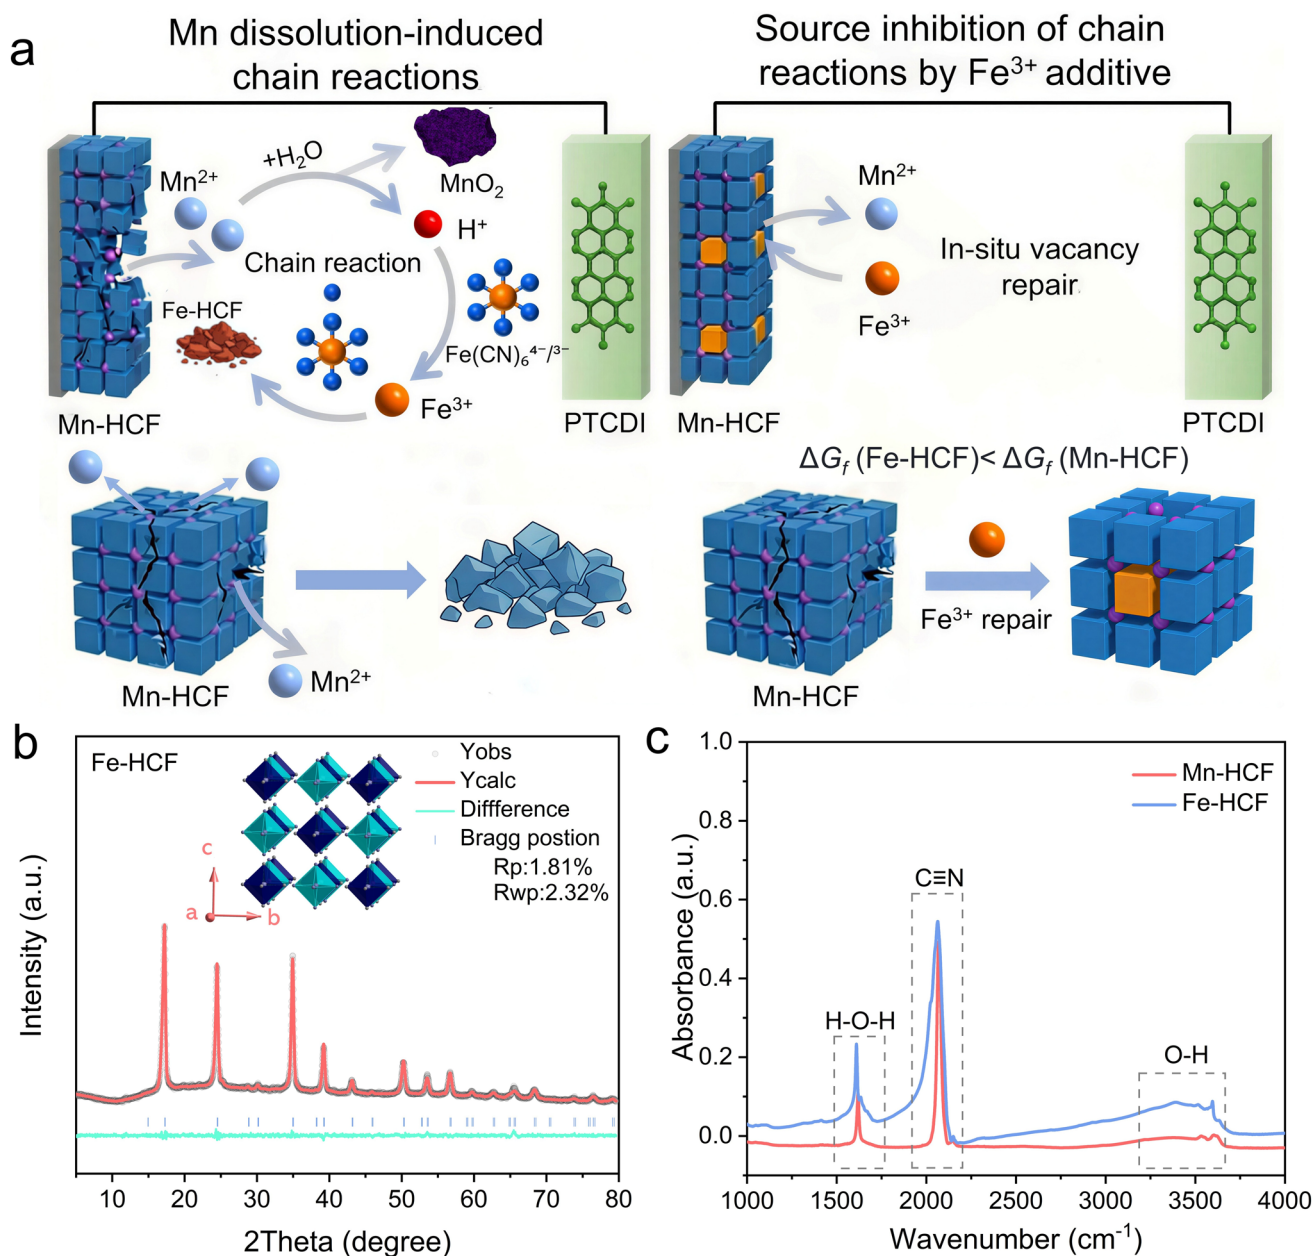 a
Mn dissolution-induced
chain reactions
Source inhibition of chain
reactions by Fe³⁺ additive
+H₂O
Mn²⁺
MnO₂
H⁺
Chain reaction
Fe-HCF
Fe(CN)₆⁴⁻/³⁻
Fe³⁺
Mn-HCF
PTCDI
Mn²⁺
In-situ vacancy
repair
Fe³⁺
Mn-HCF
PTCDI
ΔG_f (Fe-HCF)< ΔG_f (Mn-HCF)
Mn²⁺
Mn-HCF
Fe³⁺ repair
Mn-HCF
b
Fe-HCF
Yobs
Ycalc
Diffference
Bragg postion
Rp:1.81%
Rwp:2.32%
c
a
b
Intensity (a.u.)
10 20 30 40 50 60 70 80
2Theta (degree)
c
Mn-HCF
Fe-HCF
C≡N
H-O-H
O-H
1.0
0.8
0.6
0.4
0.2
0.0
Absorbance (a.u.)
1000 1500 2000 2500 3000 3500 4000
Wavenumber (cm⁻¹)